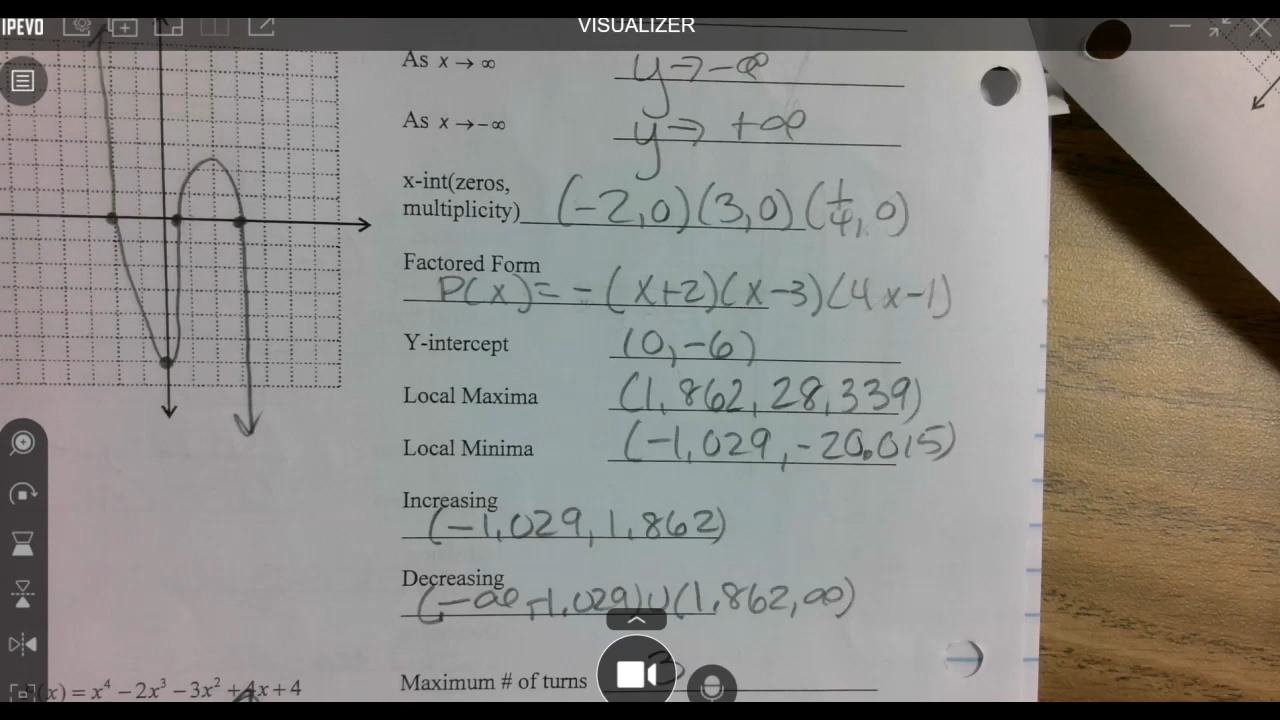 IPEVO
VISUALIZER
As x → ∞ y → -∞
As x → -∞ y → +∞
x-int(zeros,
multiplicity) (-2,0)(3,0)(1/4,0)
Factored Form
P(x) = -(x+2)(x-3)(4x-1)
Y-intercept (0,-6)
Local Maxima (1,862,28,339)
Local Minima (-1,029,-20.015)
Increasing
(-1,029,1,862)
Decreasing
(-∞,-1,029)∪(1,862,∞)
Maximum # of turns 3
(x) = x⁴ - 2x³ - 3x² + 4x + 4